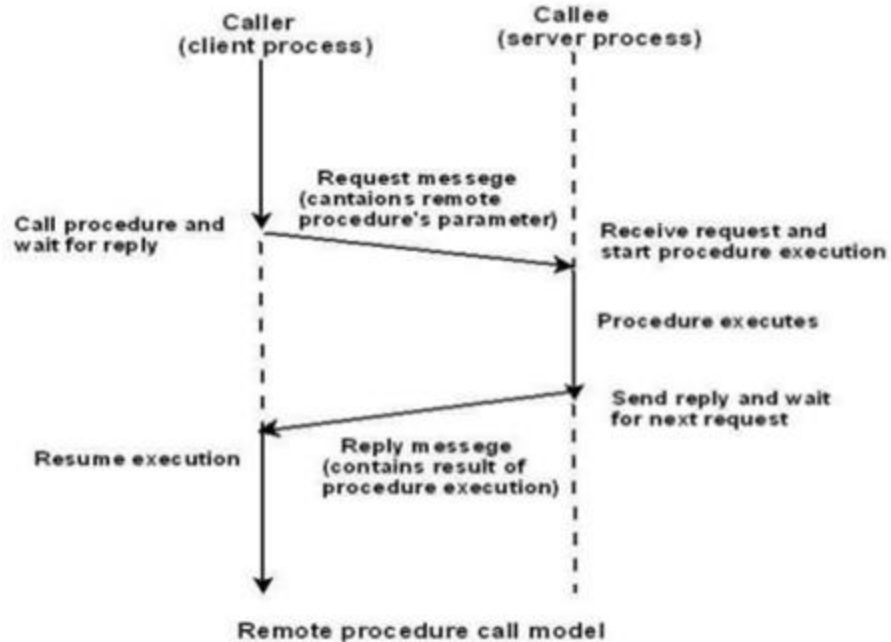 Caller
(client process)
Callee
(server process)
Request messege
(cantaions remote
procedure's parameter)
Call procedure and
wait for reply
Receive request and
start procedure execution
Procedure executes
Send reply and wait
for next request
Resume execution
Reply messege
(contains result of
procedure execution)
Remote procedure call model